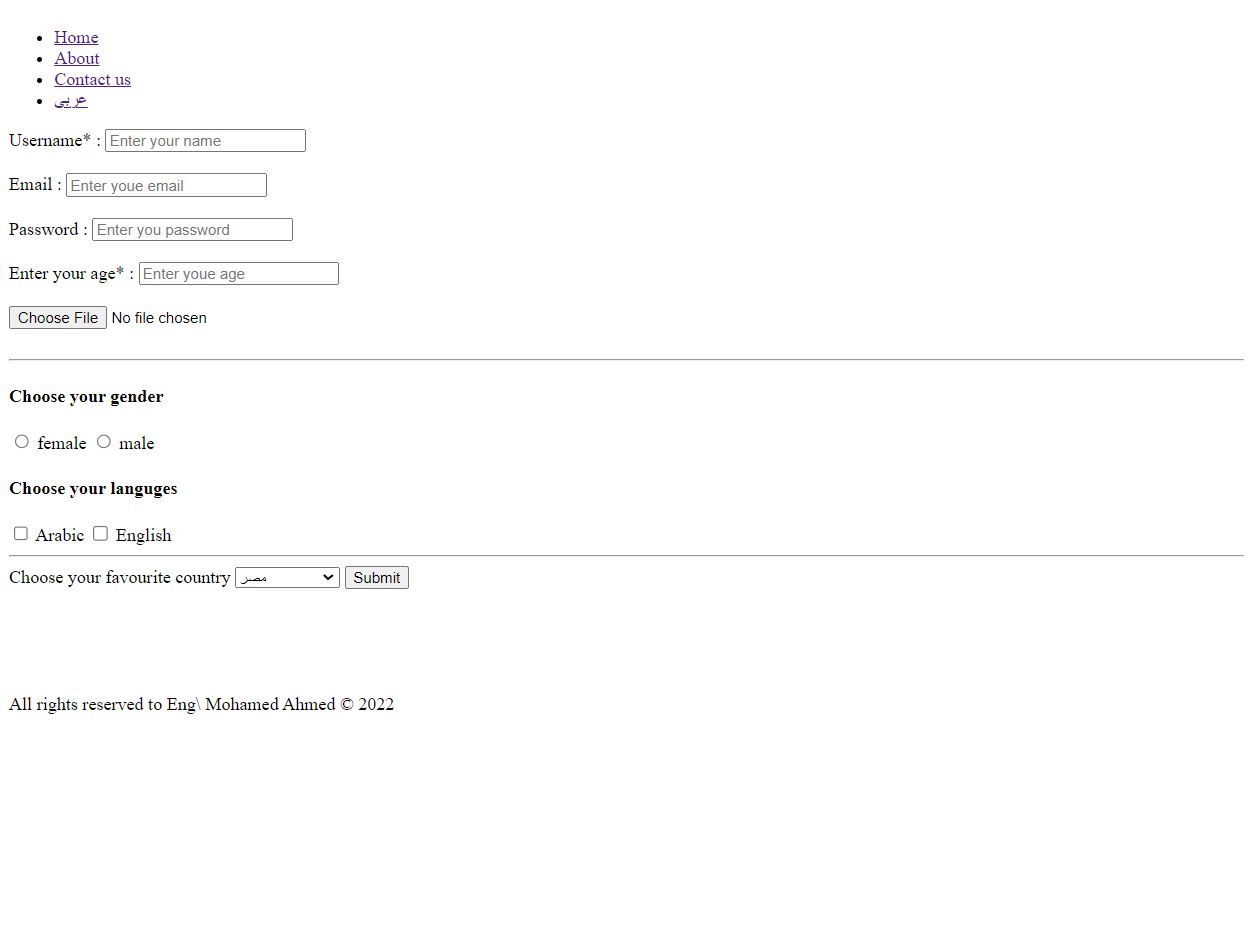 Home
About
Contact us
عربى
Username* : Enter your name
Email : Enter youe email
Password : Enter you password
Enter your age* : Enter youe age
Choose File No file chosen
Choose your gender
female male
Choose your languges
Arabic English
Choose your favourite country مصر Submit
All rights reserved to Eng\ Mohamed Ahmed © 2022